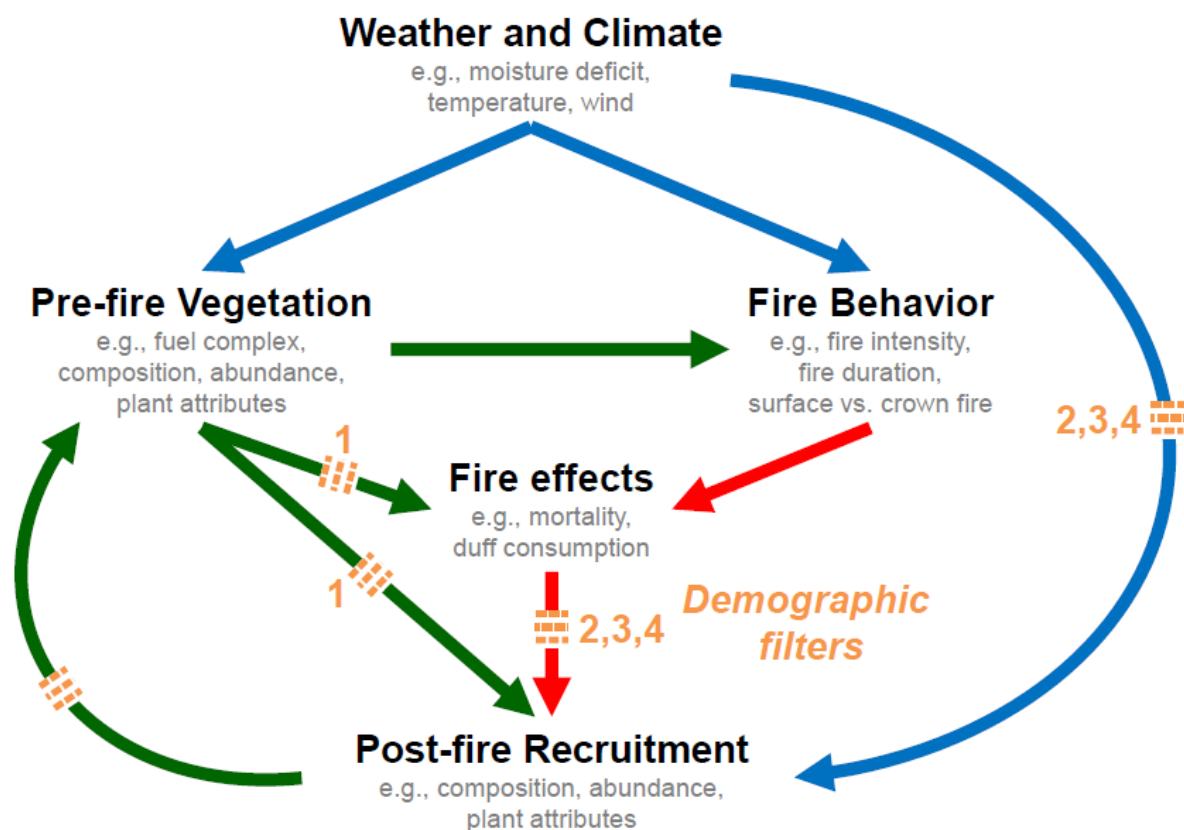 Weather and Climate
e.g., moisture deficit,
temperature, wind
Pre-fire Vegetation
e.g., fuel complex,
composition, abundance,
plant attributes
Fire Behavior
e.g., fire intensity,
fire duration,
surface vs. crown fire
2,3,4
1
Fire effects
e.g., mortality,
duff consumption
1
2,3,4
Demographic
filters
Post-fire Recruitment
e.g., composition, abundance,
plant attributes